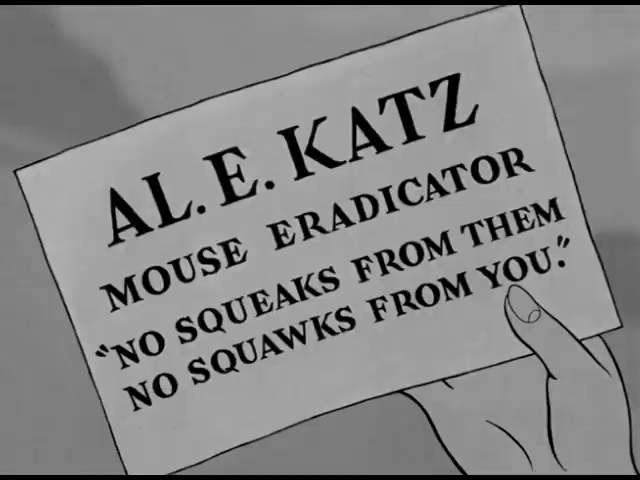 AL. E. KATZ
MOUSE ERADICATOR
"NO SQUEAKS FROM THEM
NO SQUAWKS FROM YOU."